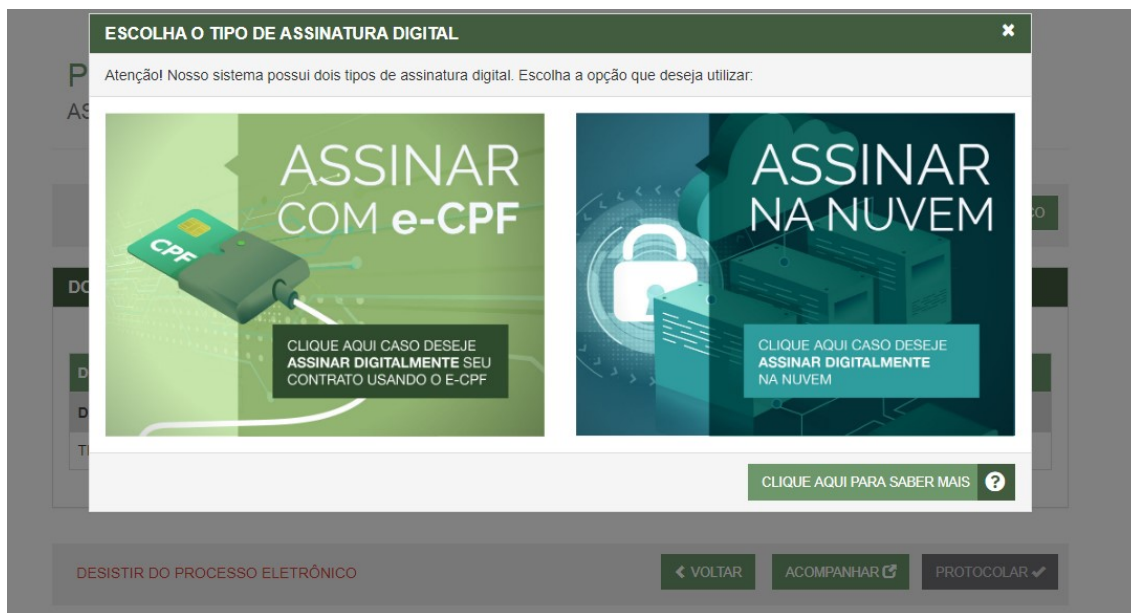 ESCOLHA O TIPO DE ASSINATURA DIGITAL
Atenção! Nosso sistema possui dois tipos de assinatura digital. Escolha a opção que deseja utilizar:
ASSINAR
COM e-CPF
CPF
CLIQUE AQUI CASO DESEJE
ASSINAR DIGITALMENTE SEU
CONTRATO USANDO O E-CPF
ASSINAR
NA NUVEM
CLIQUE AQUI CASO DESEJE
ASSINAR DIGITALMENTE
NA NUVEM
CLIQUE AQUI PARA SABER MAIS ?
DESISTIR DO PROCESSO ELETRÔNICO
VOLTAR
ACOMPANHAR
PROTOCOLAR